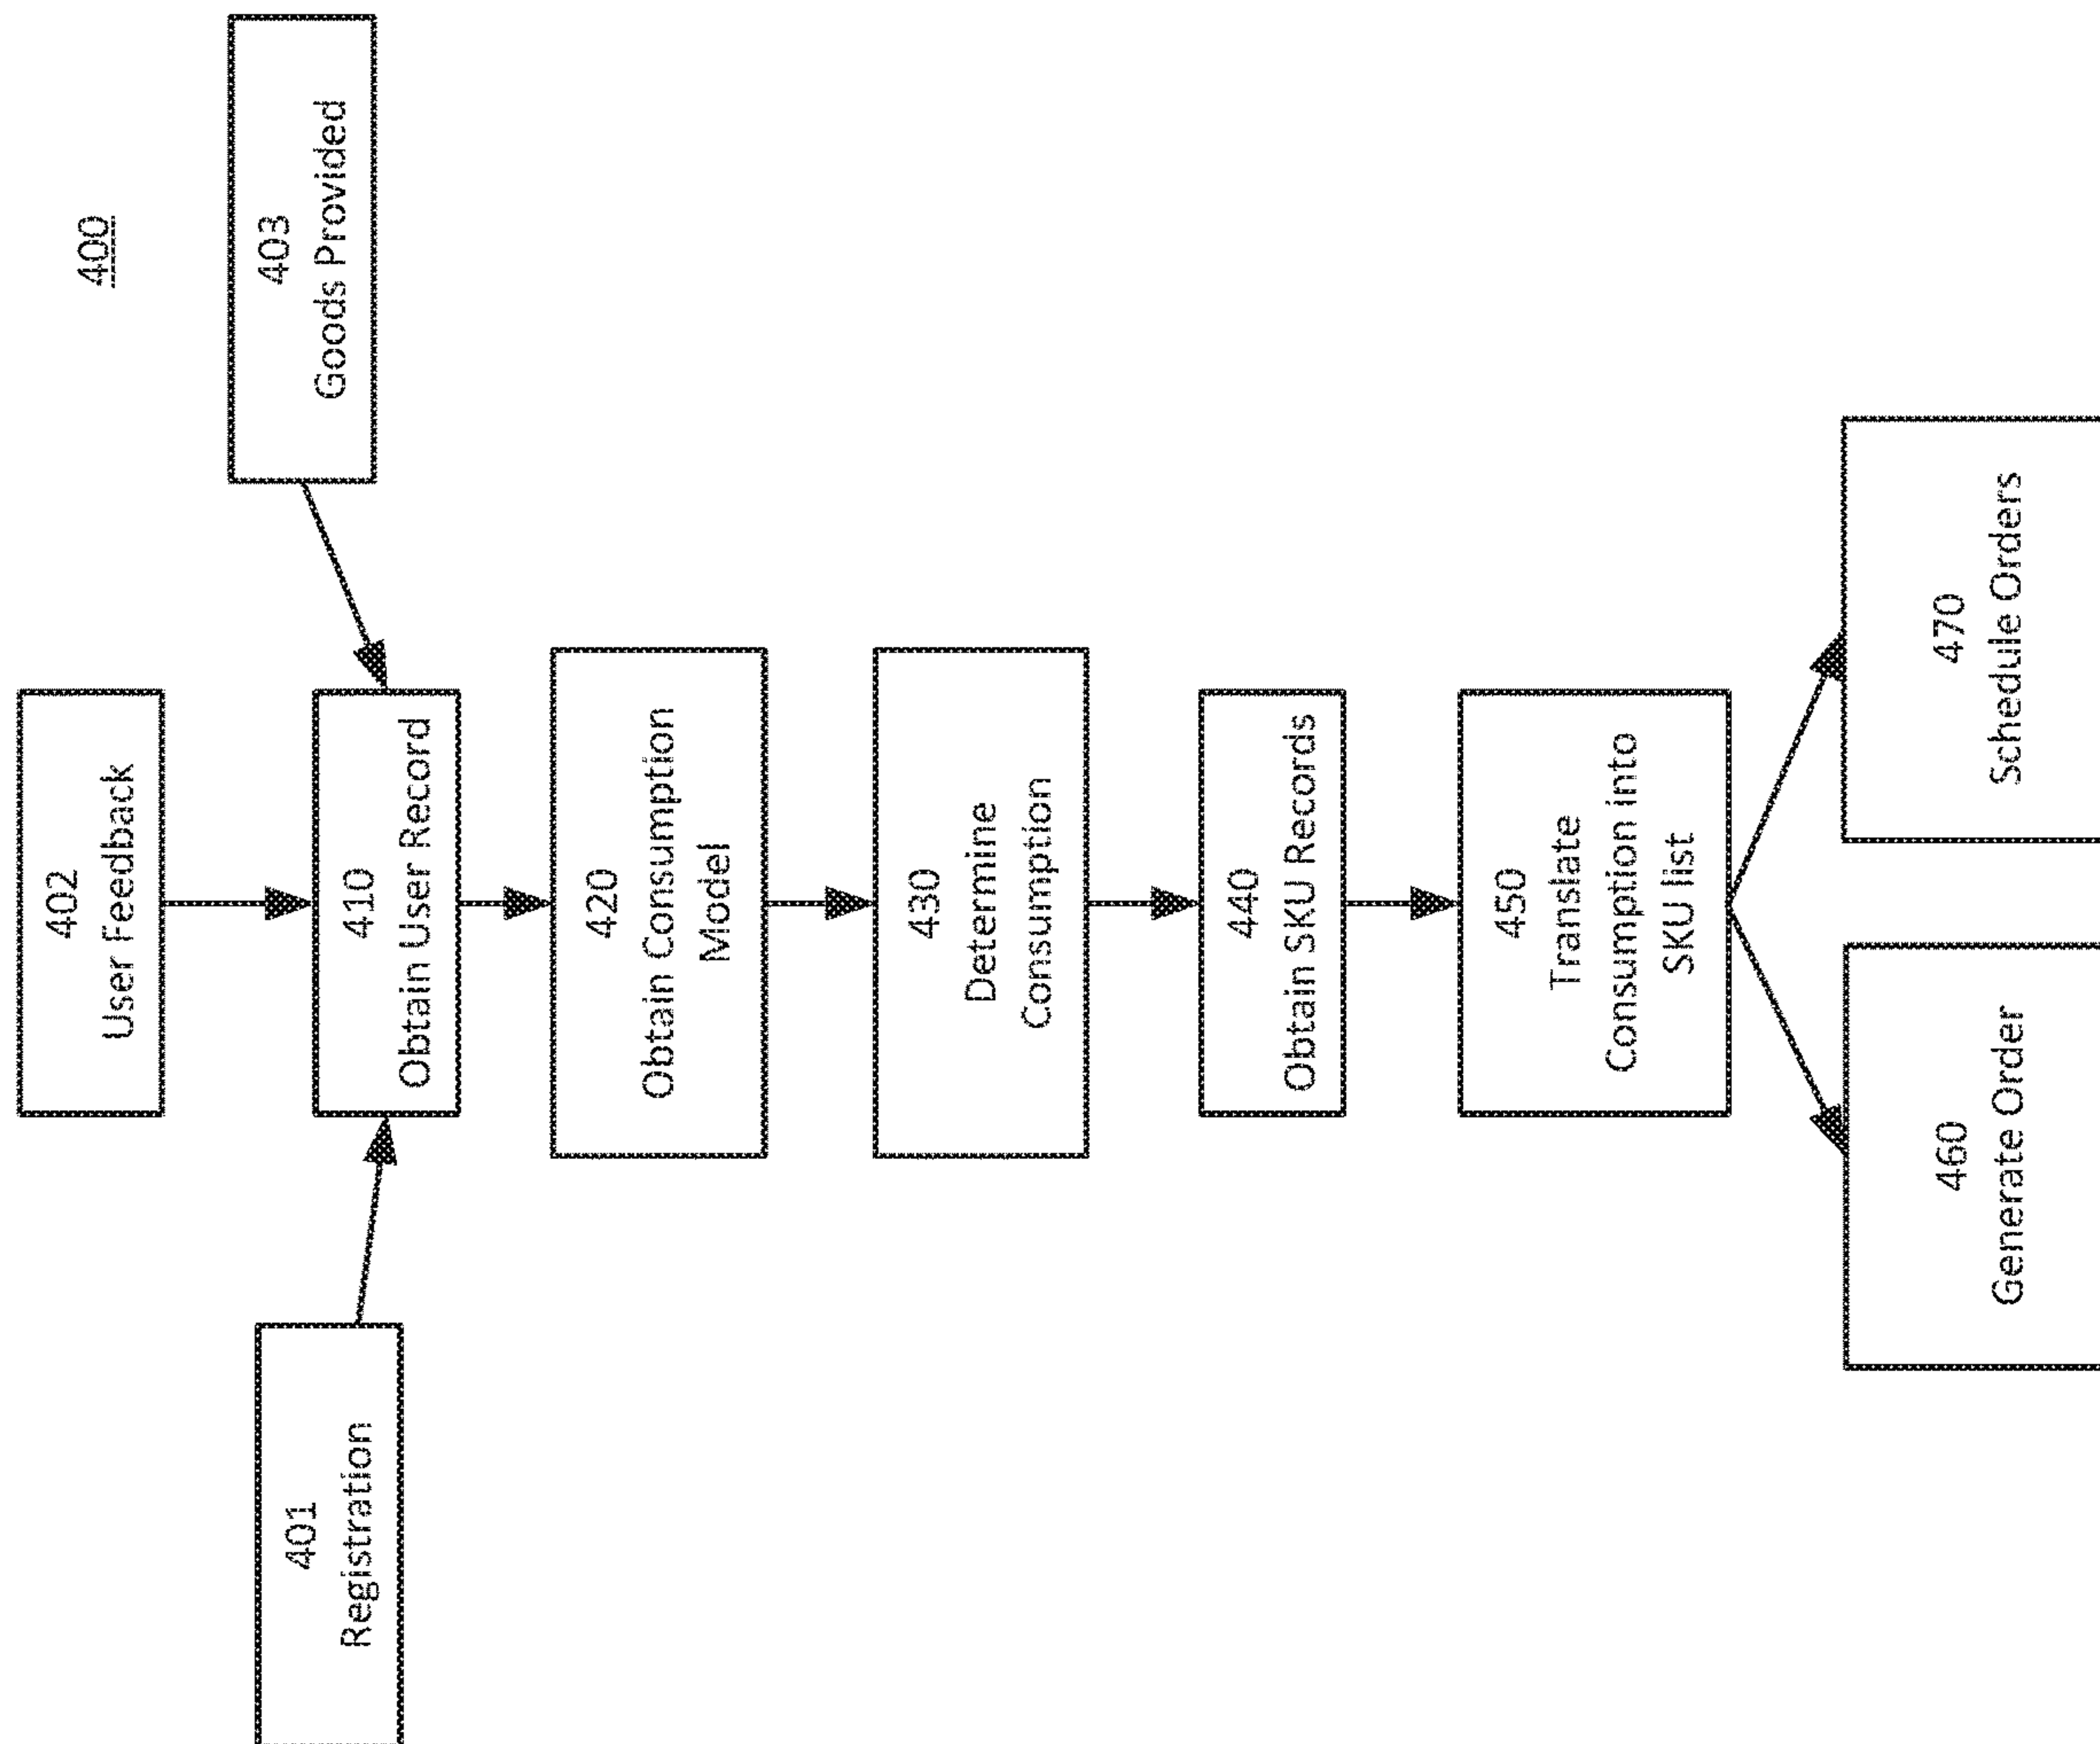 400
402
User Feedback
401
Registration
403
Goods Provided
410
Obtain User Record
420
Obtain Consumption
Model
430
Determine
Consumption
440
Obtain SKU Records
450
Translate
Consumption into
SKU list
460
Generate Order
470
Schedule Orders